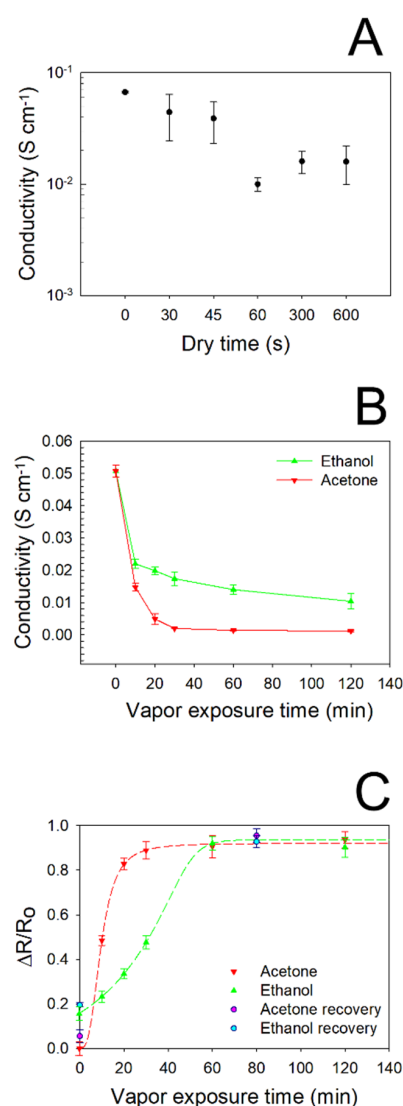 A
10-1
10-2
10-3
Conductivity (S cm-1)
0 30 45 60 300 600
Dry time (s)
B
0.06
0.05
0.04
0.03
0.02
0.01
0.00
Conductivity (S cm-1)
Ethanol
Acetone
0 20 40 60 80 100 120 140
Vapor exposure time (min)
C
1.0
0.8
0.6
0.4
0.2
0.0
ΔR/Ro
Acetone
Ethanol
Acetone recovery
Ethanol recovery
0 20 40 60 80 100 120 140
Vapor exposure time (min)